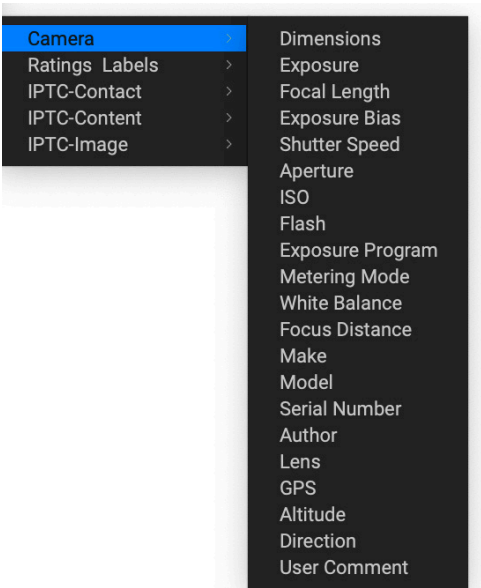 Camera
Ratings Labels
IPTC-Contact
IPTC-Content
IPTC-Image
Dimensions
Exposure
Focal Length
Exposure Bias
Shutter Speed
Aperture
ISO
Flash
Exposure Program
Metering Mode
White Balance
Focus Distance
Make
Model
Serial Number
Author
Lens
GPS
Altitude
Direction
User Comment